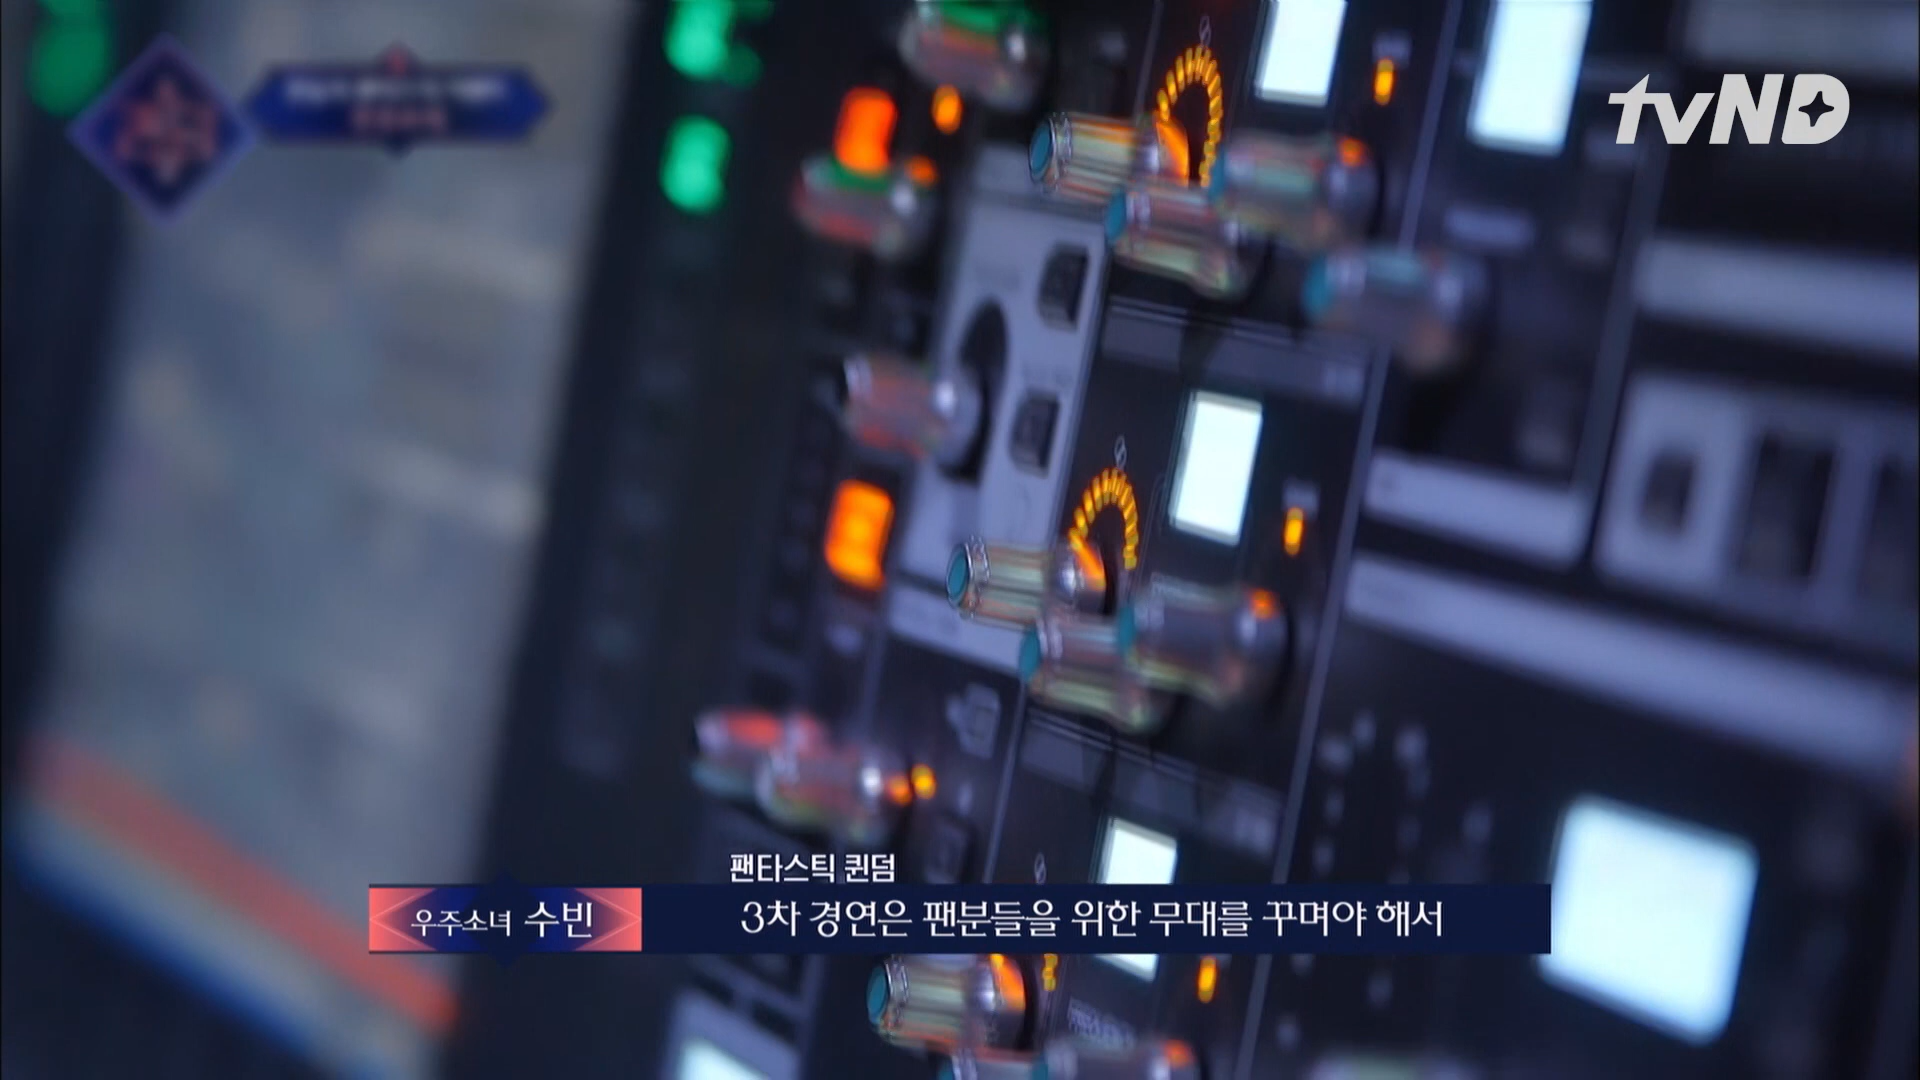 tvND
팬타스틱 퀸덤
우주소녀 수빈
3차 경연은 팬분들을 위한 무대를 꾸며야 해서